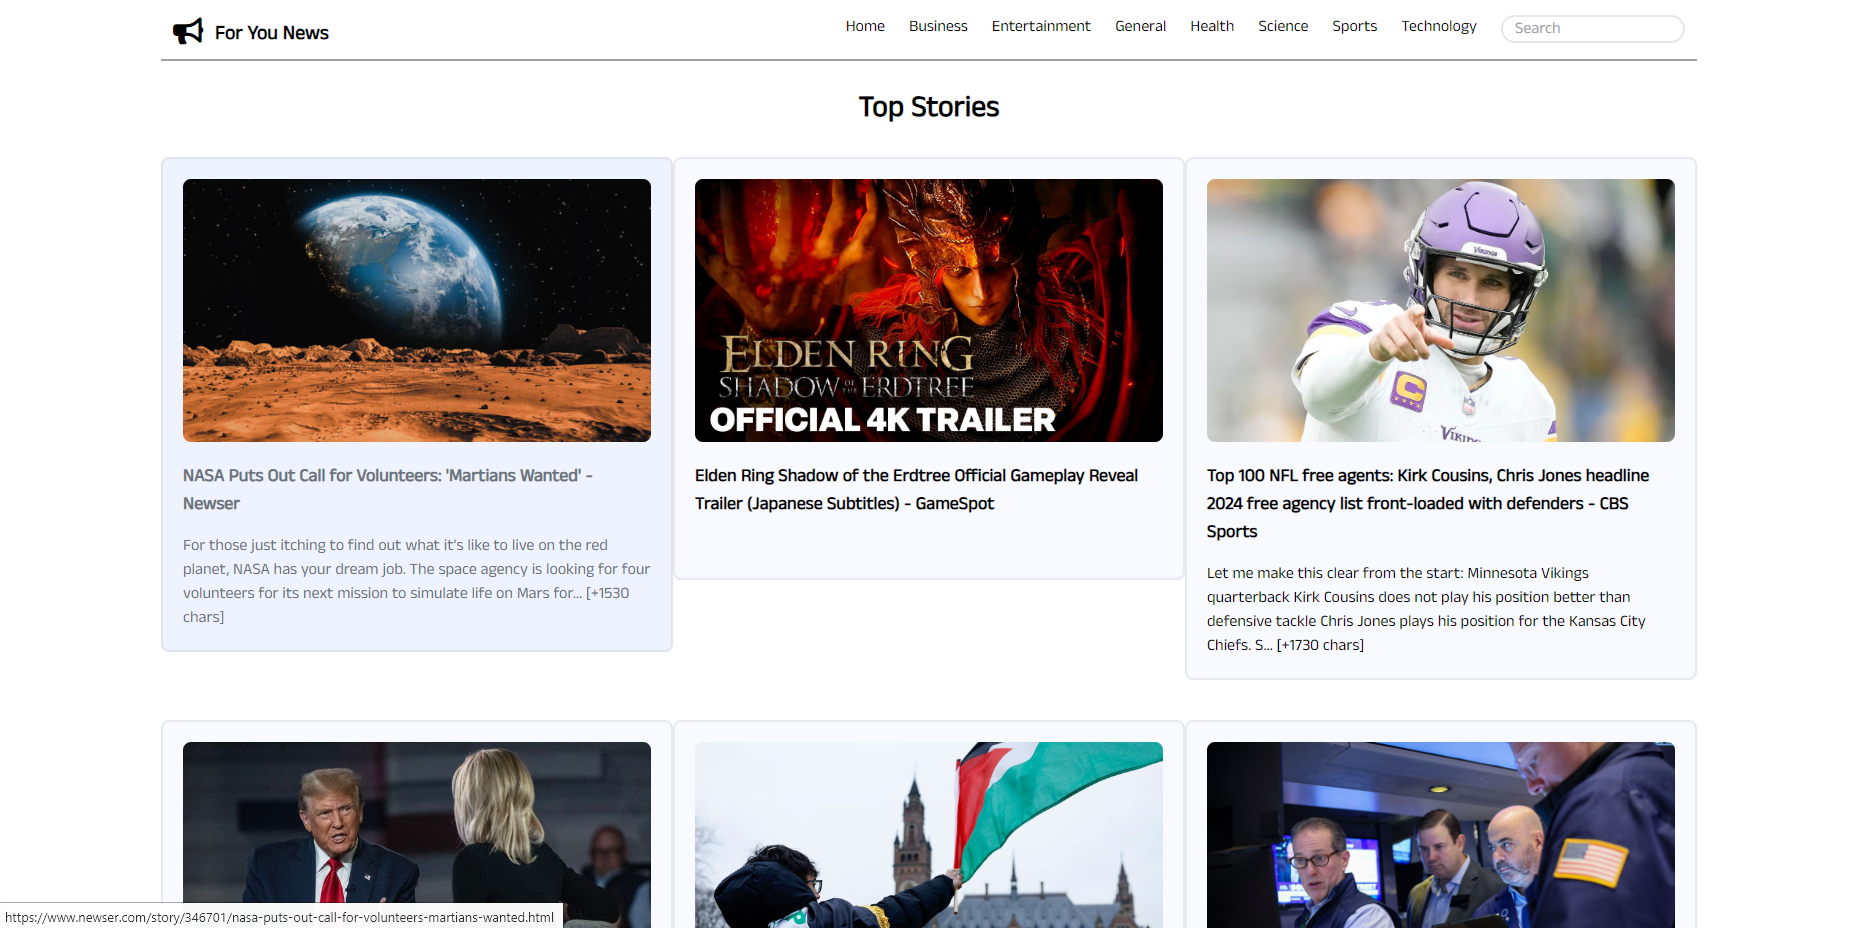 For You News
Home Business Entertainment General Health Science Sports Technology Search
Top Stories
ELDEN RING
SHADOW OF THE ERDTREE
OFFICIAL 4K TRAILER
VIKINGS
C
NASA Puts Out Call for Volunteers: 'Martians Wanted' -
Newser
For those just itching to find out what it's like to live on the red
planet, NASA has your dream job. The space agency is looking for four
volunteers for its next mission to simulate life on Mars for... [+1530
chars]
Elden Ring Shadow of the Erdtree Official Gameplay Reveal
Trailer (Japanese Subtitles) - GameSpot
Top 100 NFL free agents: Kirk Cousins, Chris Jones headline
2024 free agency list front-loaded with defenders - CBS
Sports
Let me make this clear from the start: Minnesota Vikings
quarterback Kirk Cousins does not play his position better than
defensive tackle Chris Jones plays his position for the Kansas City
Chiefs. S... [+1730 chars]
https://www.newser.com/story/346701/nasa-puts-out-call-for-volunteers-martians-wanted.html